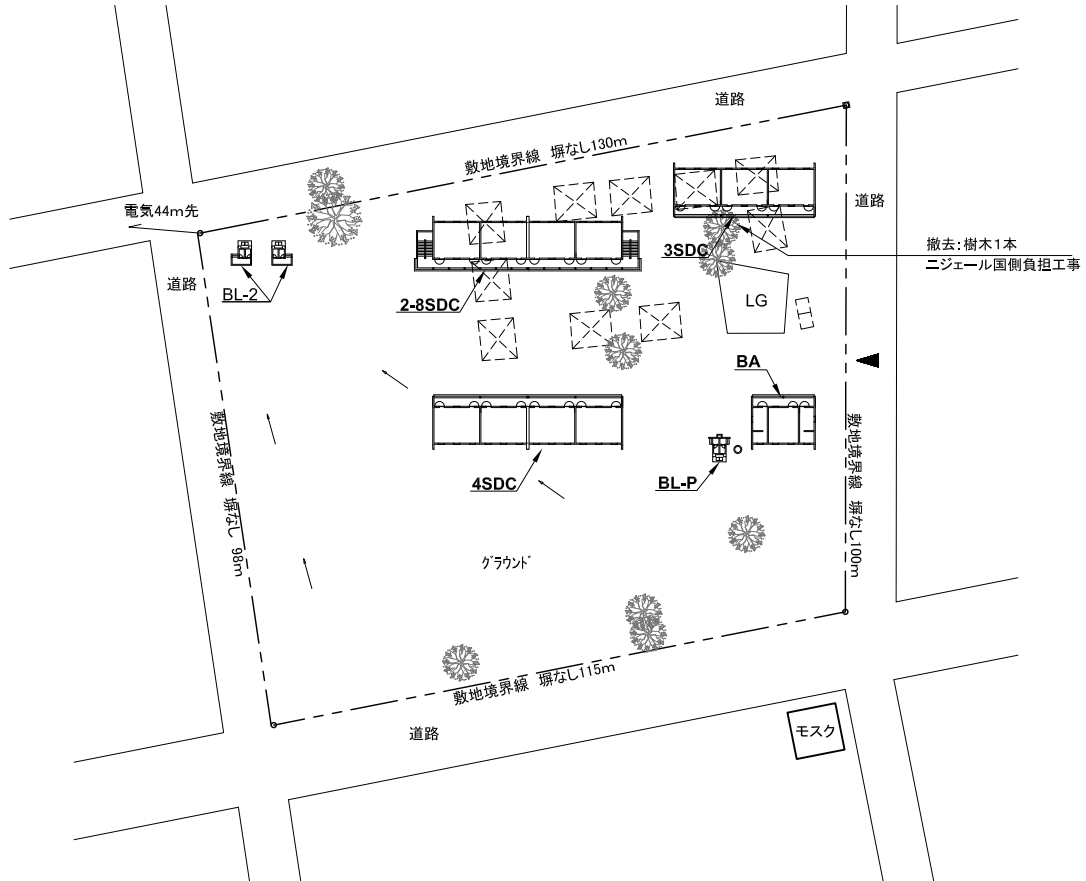 道路
敷地境界線 塀なし130m
電気44m先
道路
道路
3SDC
撤去:樹木1本
ニジェール国側負担工事
BL-2
2-8SDC
LG
BA
敷地境界線 塀なし 98m
敷地境界線 塀なし100m
4SDC
BL-P
グラウンド
敷地境界線 塀なし115m
道路
モスク